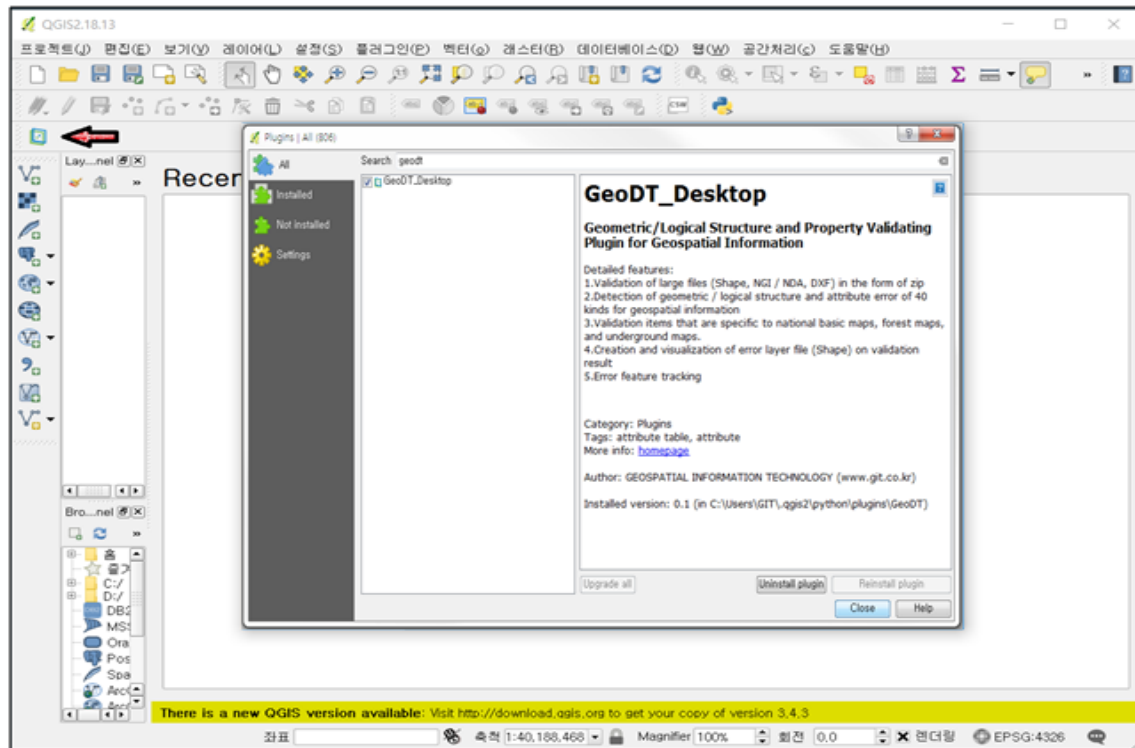 QGIS2.18.13
프로젝트(J) 편집(E) 보기(V) 레이어(L) 설정(S) 플러그인(P) 벡터(o) 래스터(R) 데이터베이스(D) 웹(W) 공간처리(c) 도움말(H)
CSW
Plugins | All (806)
Lay...nel
Recen
All
Installed
Not installed
Settings
Search geodt
GeoDT_Desktop
GeoDT_Desktop
Geometric/Logical Structure and Property Validating
Plugin for Geospatial Information
Detailed features:
1.Validation of large files (Shape, NGI / NDA, DXF) in the form of zip
2.Detection of geometric / logical structure and attribute error of 40
kinds for geospatial information
3.Validation items that are specific to national basic maps, forest maps,
and underground maps.
4.Creation and visualization of error layer file (Shape) on validation
result
5.Error feature tracking
Category: Plugins
Tags: attribute table, attribute
More info: homepage
Author: GEOSPATIAL INFORMATION TECHNOLOGY (www.git.co.kr)
Installed version: 0.1 (in C:\Users\GIT\.qgis2\python\plugins\GeoDT)
Upgrade all
Uninstall plugin
Reinstall plugin
Close
Help
Bro...nel
홈
C:/
D:/
DB2
MSS
Ora
Pos
Spa
Arc
There is a new QGIS version available: Visit http://download.qgis.org to get your copy of version 3.4.3
좌표
축척 1:40,188,468
Magnifier 100%
회전 0.0
렌더링
EPSG:4326